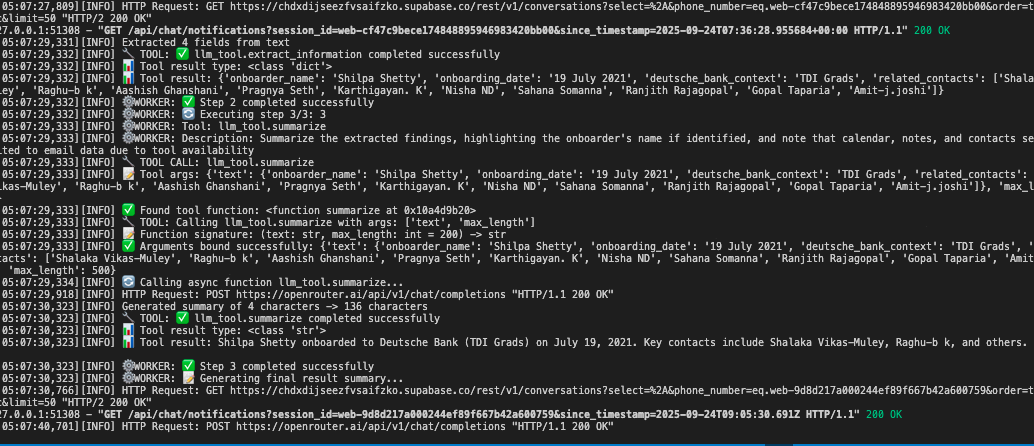 05:07:27,809][INFO] HTTP Request: GET https://chdxdijseezfvsaifzko.supabase.co/rest/v1/conversations?select=%2A&phone_number=eq.web-cf47c9bece174848895946983420bb00&order=t
&limit=50 "HTTP/2 200 OK"
27.0.0.1:51308 – "GET /api/chat/notifications?session_id=web-cf47c9bece174848895946983420bb00&since_timestamp=2025-09-24T07:36:28.955684+00:00 HTTP/1.1" 200 OK
05:07:29,331][INFO] Extracted 4 fields from text
05:07:29,332][INFO] 🔧 TOOL: ✅ llm_tool.extract_information completed successfully
05:07:29,332][INFO] 📊 Tool result type: <class 'dict'>
05:07:29,332][INFO] 📊 Tool result: {'onboarder_name': 'Shilpa Shetty', 'onboarding_date': '19 July 2021', 'deutsche_bank_context': 'TDI Grads', 'related_contacts': ['Shala
ley', 'Raghu-b k', 'Aashish Ghanshani', 'Pragnya Seth', 'Karthigayan. K', 'Nisha ND', 'Sahana Somanna', 'Ranjith Rajagopal', 'Gopal Taparia', 'Amit-j.joshi']}
05:07:29,332][INFO] ⚙️WORKER: ✅ Step 2 completed successfully
05:07:29,332][INFO] ⚙️WORKER: 🔄 Executing step 3/3: 3
05:07:29,333][INFO] ⚙️WORKER: Tool: llm_tool.summarize
05:07:29,333][INFO] ⚙️WORKER: Description: Summarize the extracted findings, highlighting the onboarder's name if identified, and note that calendar, notes, and contacts se
ited to email data due to tool availability
05:07:29,333][INFO] 🔧 TOOL CALL: llm_tool.summarize
05:07:29,333][INFO] 📝 Tool args: {'text': {'onboarder_name': 'Shilpa Shetty', 'onboarding_date': '19 July 2021', 'deutsche_bank_context': 'TDI Grads', 'related_contacts':
ikas-Muley', 'Raghu-b k', 'Aashish Ghanshani', 'Pragnya Seth', 'Karthigayan. K', 'Nisha ND', 'Sahana Somanna', 'Ranjith Rajagopal', 'Gopal Taparia', 'Amit-j.joshi']}, 'max_l
}
05:07:29,333][INFO] ✅ Found tool function: <function summarize at 0x10a4d9b20>
05:07:29,333][INFO] 🔧 TOOL: Calling llm_tool.summarize with args: ['text', 'max_length']
05:07:29,333][INFO] 📝 Function signature: (text: str, max_length: int = 200) -> str
05:07:29,333][INFO] ✅ Arguments bound successfully: {'text': {'onboarder_name': 'Shilpa Shetty', 'onboarding_date': '19 July 2021', 'deutsche_bank_context': 'TDI Grads', '
tacts': ['Shalaka Vikas-Muley', 'Raghu-b k', 'Aashish Ghanshani', 'Pragnya Seth', 'Karthigayan. K', 'Nisha ND', 'Sahana Somanna', 'Ranjith Rajagopal', 'Gopal Taparia', 'Amit
'max_length': 500}
05:07:29,334][INFO] 🔄 Calling async function llm_tool.summarize...
05:07:29,918][INFO] HTTP Request: POST https://openrouter.ai/api/v1/chat/completions "HTTP/1.1 200 OK"
05:07:30,323][INFO] Generated summary of 4 characters -> 136 characters
05:07:30,323][INFO] 🔧 TOOL: ✅ llm_tool.summarize completed successfully
05:07:30,323][INFO] 📊 Tool result type: <class 'str'>
05:07:30,323][INFO] 📊 Tool result: Shilpa Shetty onboarded to Deutsche Bank (TDI Grads) on July 19, 2021. Key contacts include Shalaka Vikas-Muley, Raghu-b k, and others.
05:07:30,323][INFO] ⚙️WORKER: ✅ Step 3 completed successfully
05:07:30,323][INFO] ⚙️WORKER: 📝 Generating final result summary...
05:07:30,766][INFO] HTTP Request: GET https://chdxdijseezfvsaifzko.supabase.co/rest/v1/conversations?select=%2A&phone_number=eq.web-9d8d217a000244ef89f667b42a600759&order=t
&limit=50 "HTTP/2 200 OK"
27.0.0.1:51308 – "GET /api/chat/notifications?session_id=web-9d8d217a000244ef89f667b42a600759&since_timestamp=2025-09-24T09:05:30.691Z HTTP/1.1" 200 OK
05:07:40,701][INFO] HTTP Request: POST https://openrouter.ai/api/v1/chat/completions "HTTP/1.1 200 OK"